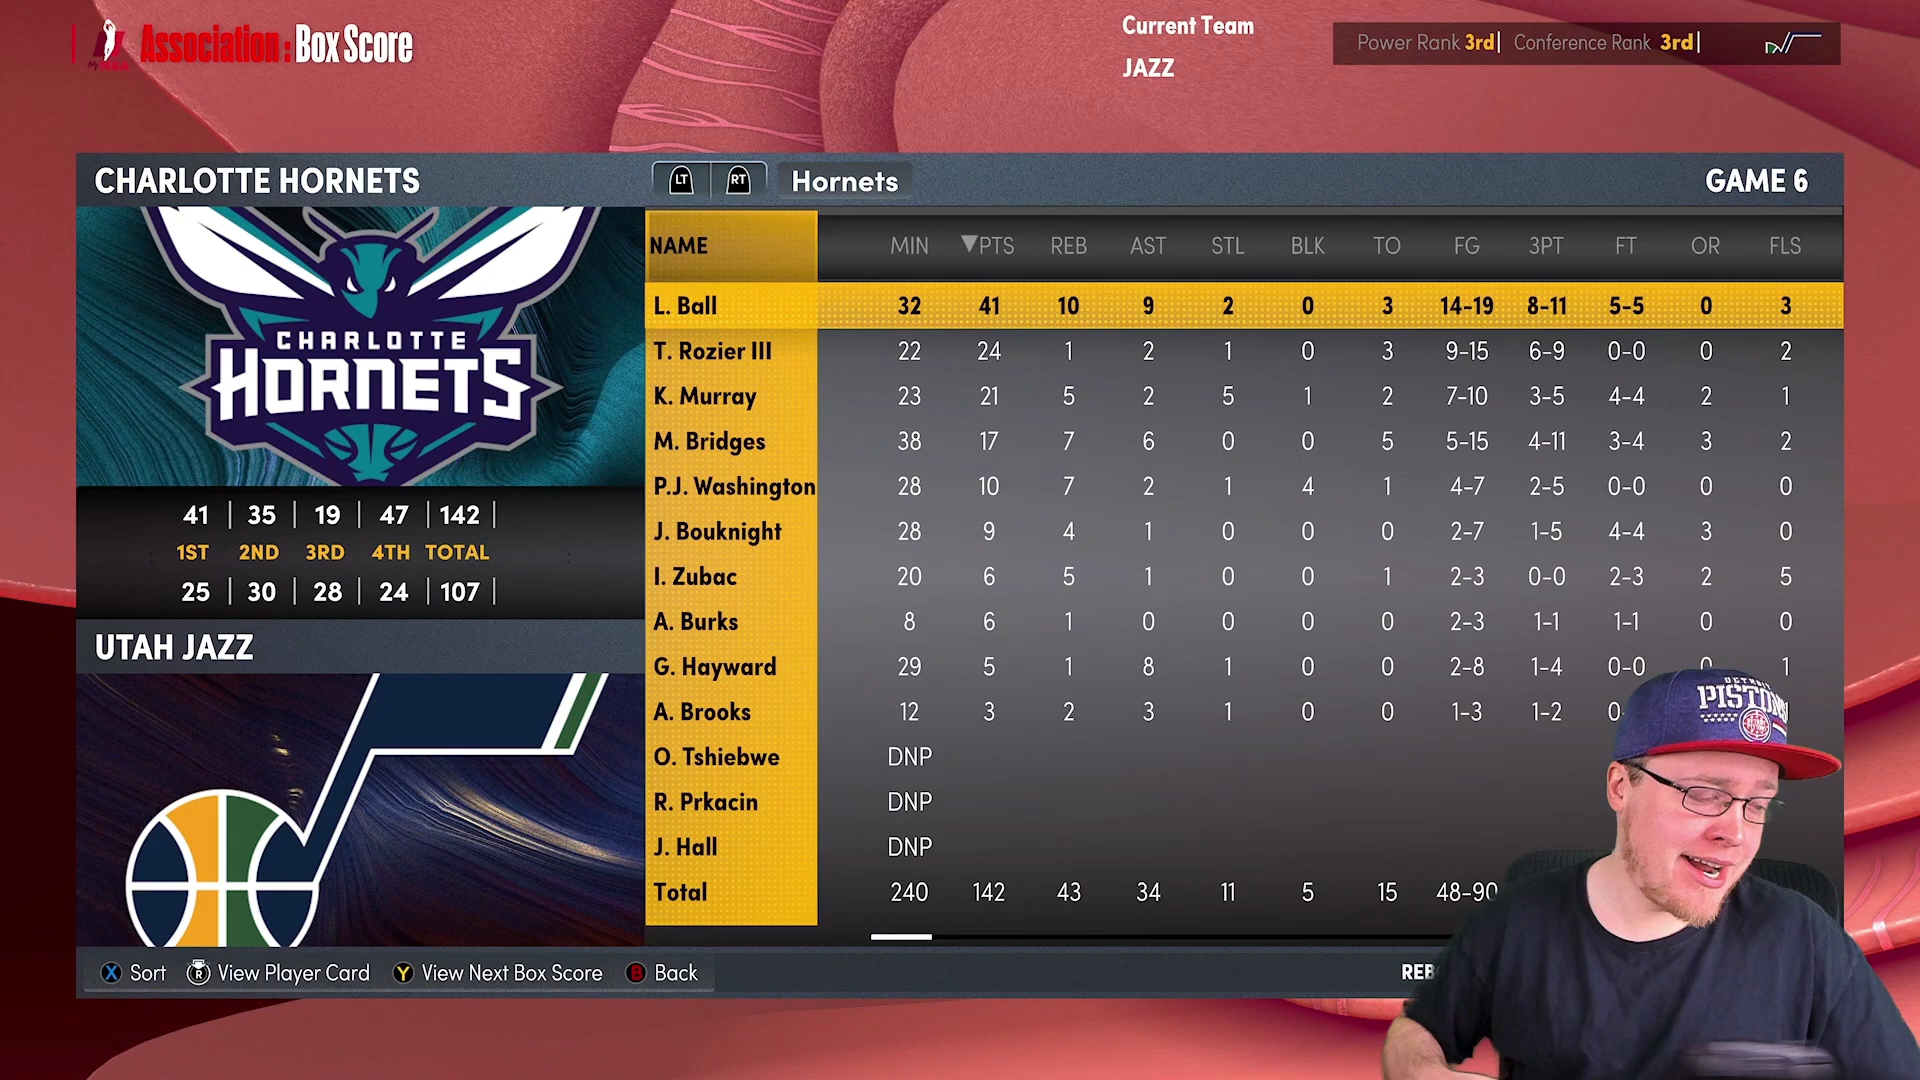 Association : Box Score
Current Team
JAZZ
Power Rank 3rd| Conference Rank 3rd|
CHARLOTTE HORNETS
LT RT Hornets
GAME 6
CHARLOTTE
HORNETS
41 | 35 | 19 | 47 | 142 |
1ST 2ND 3RD 4TH TOTAL
25 | 30 | 28 | 24 | 107 |
UTAH JAZZ
NAME MIN ▼PTS REB AST STL BLK TO FG 3PT FT OR FLS
L. Ball 32 41 10 9 2 0 3 14-19 8-11 5-5 0 3
T. Rozier III 22 24 1 2 1 0 3 9-15 6-9 0-0 0 2
K. Murray 23 21 5 2 5 1 2 7-10 3-5 4-4 2 1
M. Bridges 38 17 7 6 0 0 5 5-15 4-11 3-4 3 2
P.J. Washington 28 10 7 2 1 4 1 4-7 2-5 0-0 0 0
J. Bouknight 28 9 4 1 0 0 0 2-7 1-5 4-4 3 0
I. Zubac 20 6 5 1 0 0 1 2-3 0-0 2-3 2 5
A. Burks 8 6 1 0 0 0 0 2-3 1-1 1-1 0 0
G. Hayward 29 5 1 8 1 0 0 2-8 1-4 0-0 0 1
A. Brooks 12 3 2 3 1 0 0 1-3 1-2
O. Tshiebwe DNP
R. Prkacin DNP
J. Hall DNP
Total 240 142 43 34 11 5 15 48-90
DETROIT
PISTONS
X Sort R View Player Card Y View Next Box Score B Back